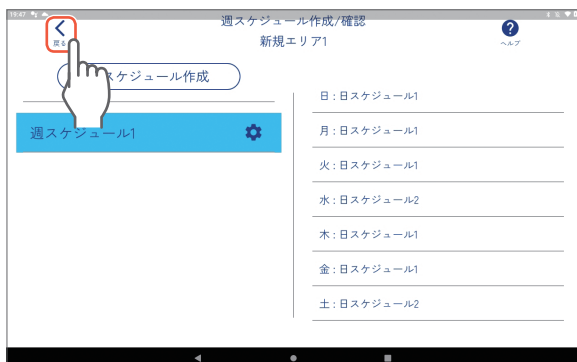 19:47
週スケジュール作成/確認
新規エリア1
戻る
ヘルプ
スケジュール作成
週スケジュール1
日：日スケジュール1
月：日スケジュール1
火：日スケジュール1
水：日スケジュール2
木：日スケジュール1
金：日スケジュール1
土：日スケジュール2